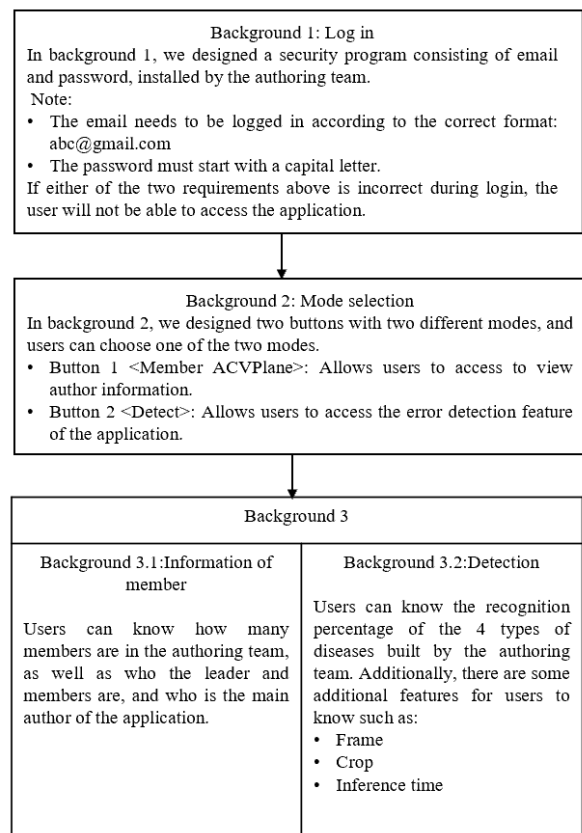 Background 1: Log in
In background 1, we designed a security program consisting of email
and password, installed by the authoring team.
Note:
• The email needs to be logged in according to the correct format:
abc@gmail.com
• The password must start with a capital letter.
If either of the two requirements above is incorrect during login, the
user will not be able to access the application.
Background 2: Mode selection
In background 2, we designed two buttons with two different modes, and
users can choose one of the two modes.
• Button 1 <Member ACVPlane>: Allows users to access to view
author information.
• Button 2 <Detect>: Allows users to access the error detection feature
of the application.
Background 3
Background 3.1:Information of
member
Users can know how many
members are in the authoring team,
as well as who the leader and
members are, and who is the main
author of the application.
Background 3.2:Detection
Users can know the recognition
percentage of the 4 types of
diseases built by the authoring
team. Additionally, there are some
additional features for users to
know such as:
• Frame
• Crop
• Inference time